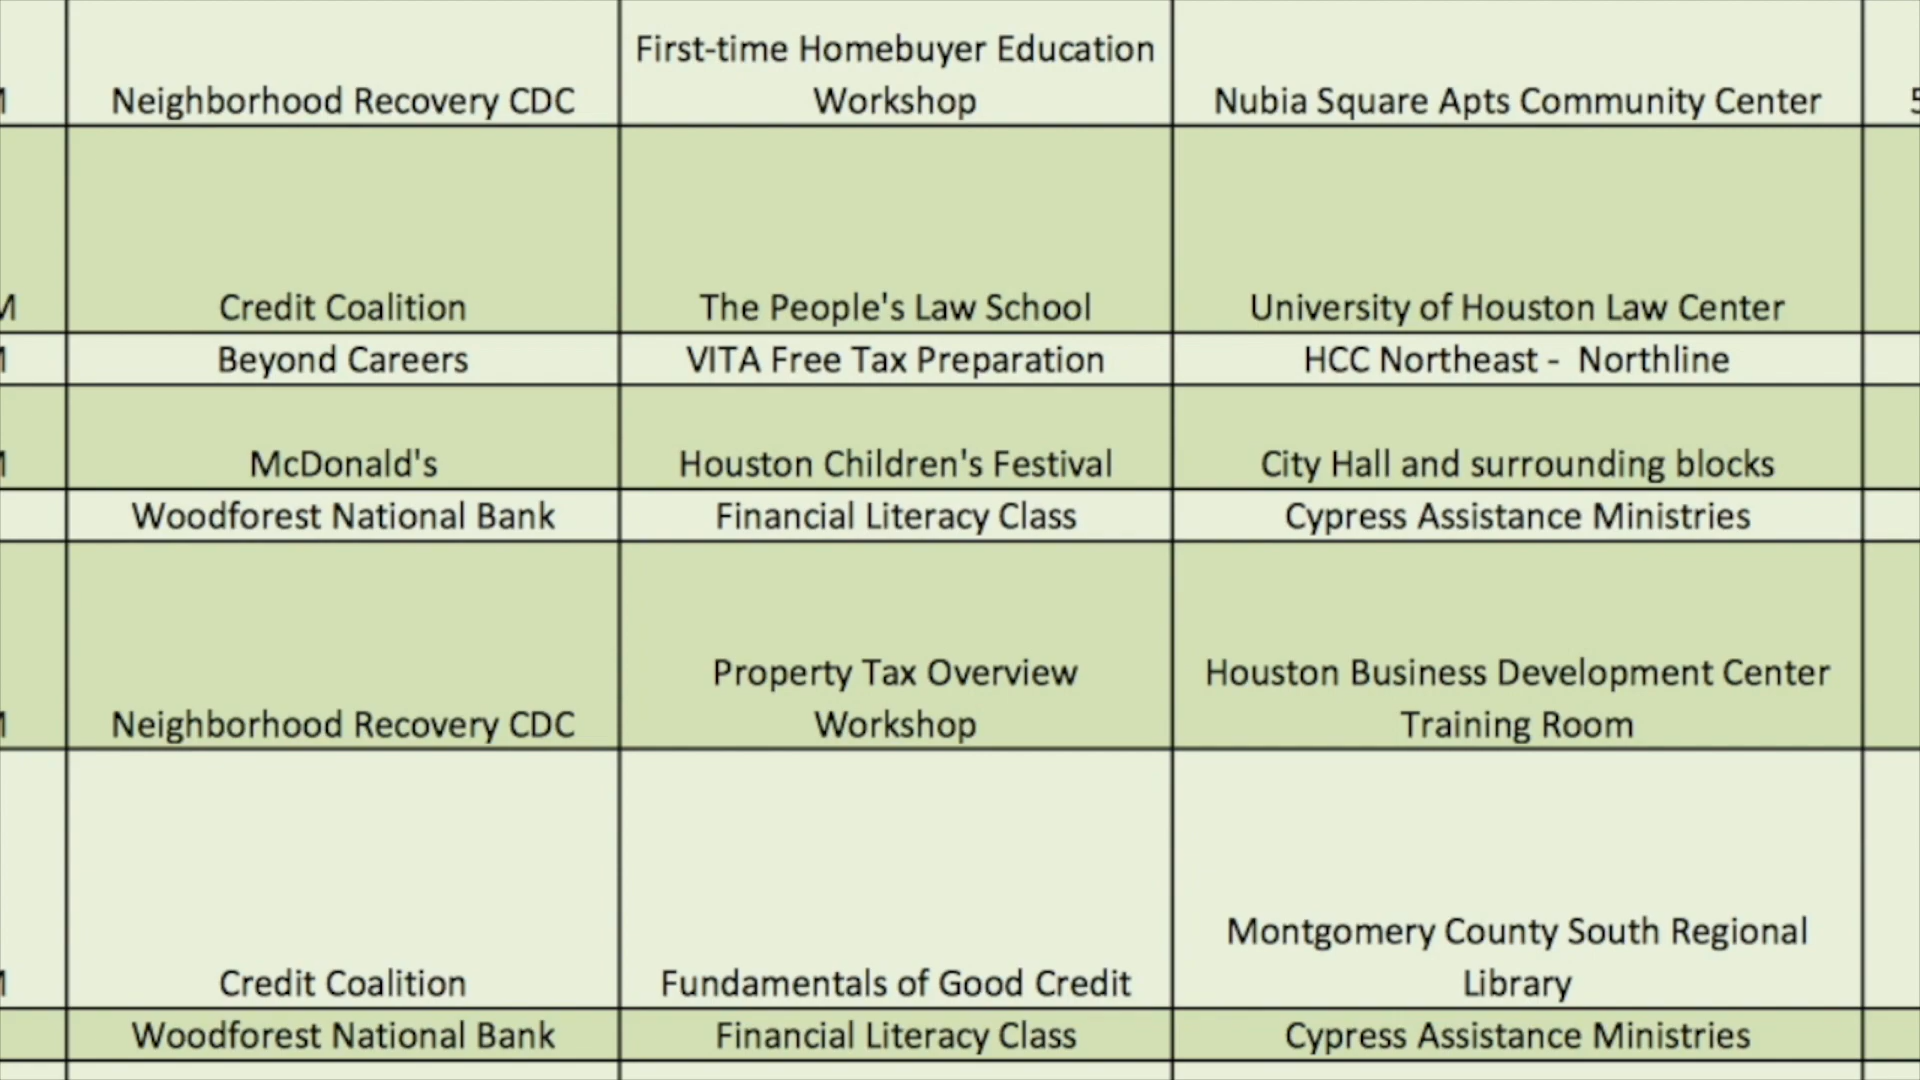 First-time Homebuyer Education
Neighborhood Recovery CDC Workshop Nubia Square Apts Community Center
Credit Coalition The People's Law School University of Houston Law Center
Beyond Careers VITA Free Tax Preparation HCC Northeast - Northline
McDonald's Houston Children's Festival City Hall and surrounding blocks
Woodforest National Bank Financial Literacy Class Cypress Assistance Ministries
Property Tax Overview Houston Business Development Center
Neighborhood Recovery CDC Workshop Training Room
Montgomery County South Regional
Credit Coalition Fundamentals of Good Credit Library
Woodforest National Bank Financial Literacy Class Cypress Assistance Ministries